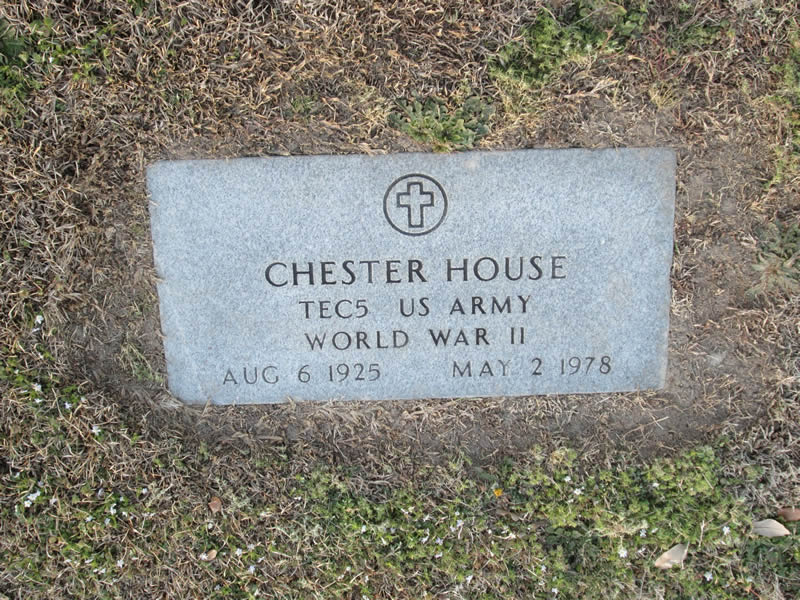 CHESTER HOUSE
TEC5 US ARMY
WORLD WAR II
AUG 6 1925 MAY 2 1978